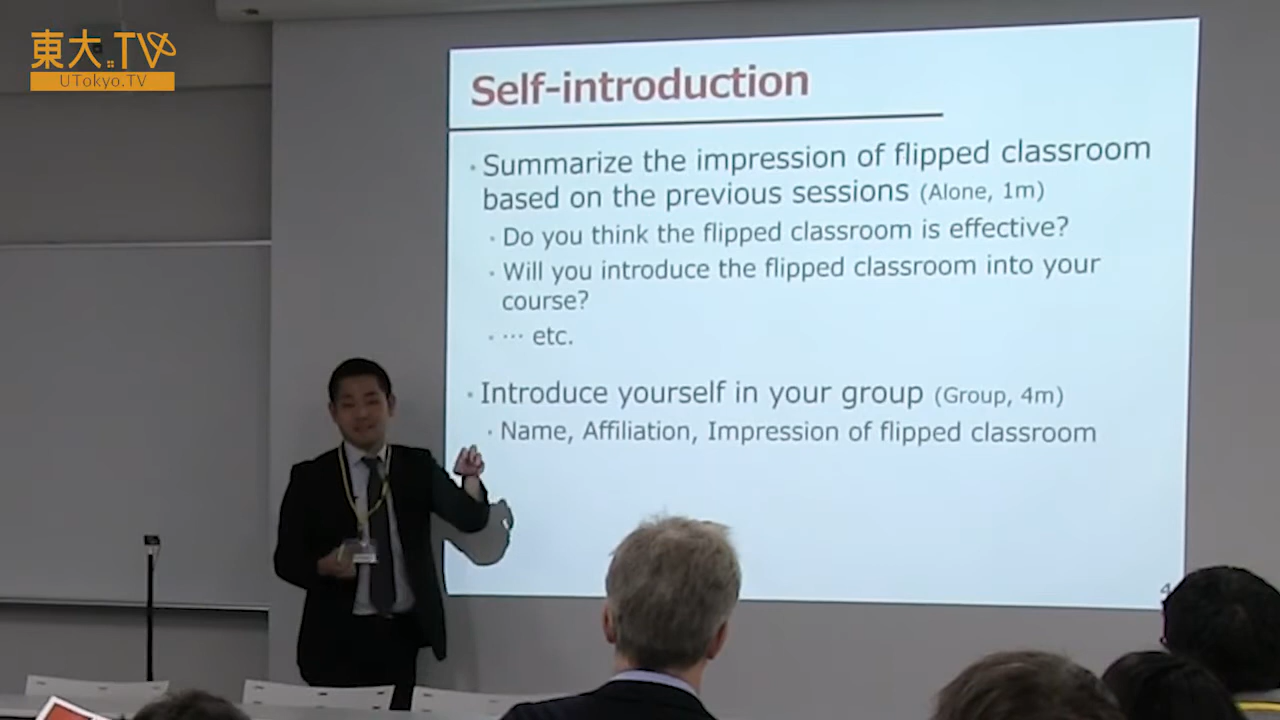 東大.TV
UTokyo.TV
Self-introduction
・Summarize the impression of flipped classroom
based on the previous sessions (Alone, 1m)
・Do you think the flipped classroom is effective?
・Will you introduce the flipped classroom into your
course?
・… etc.
・Introduce yourself in your group (Group, 4m)
・Name, Affiliation, Impression of flipped classroom